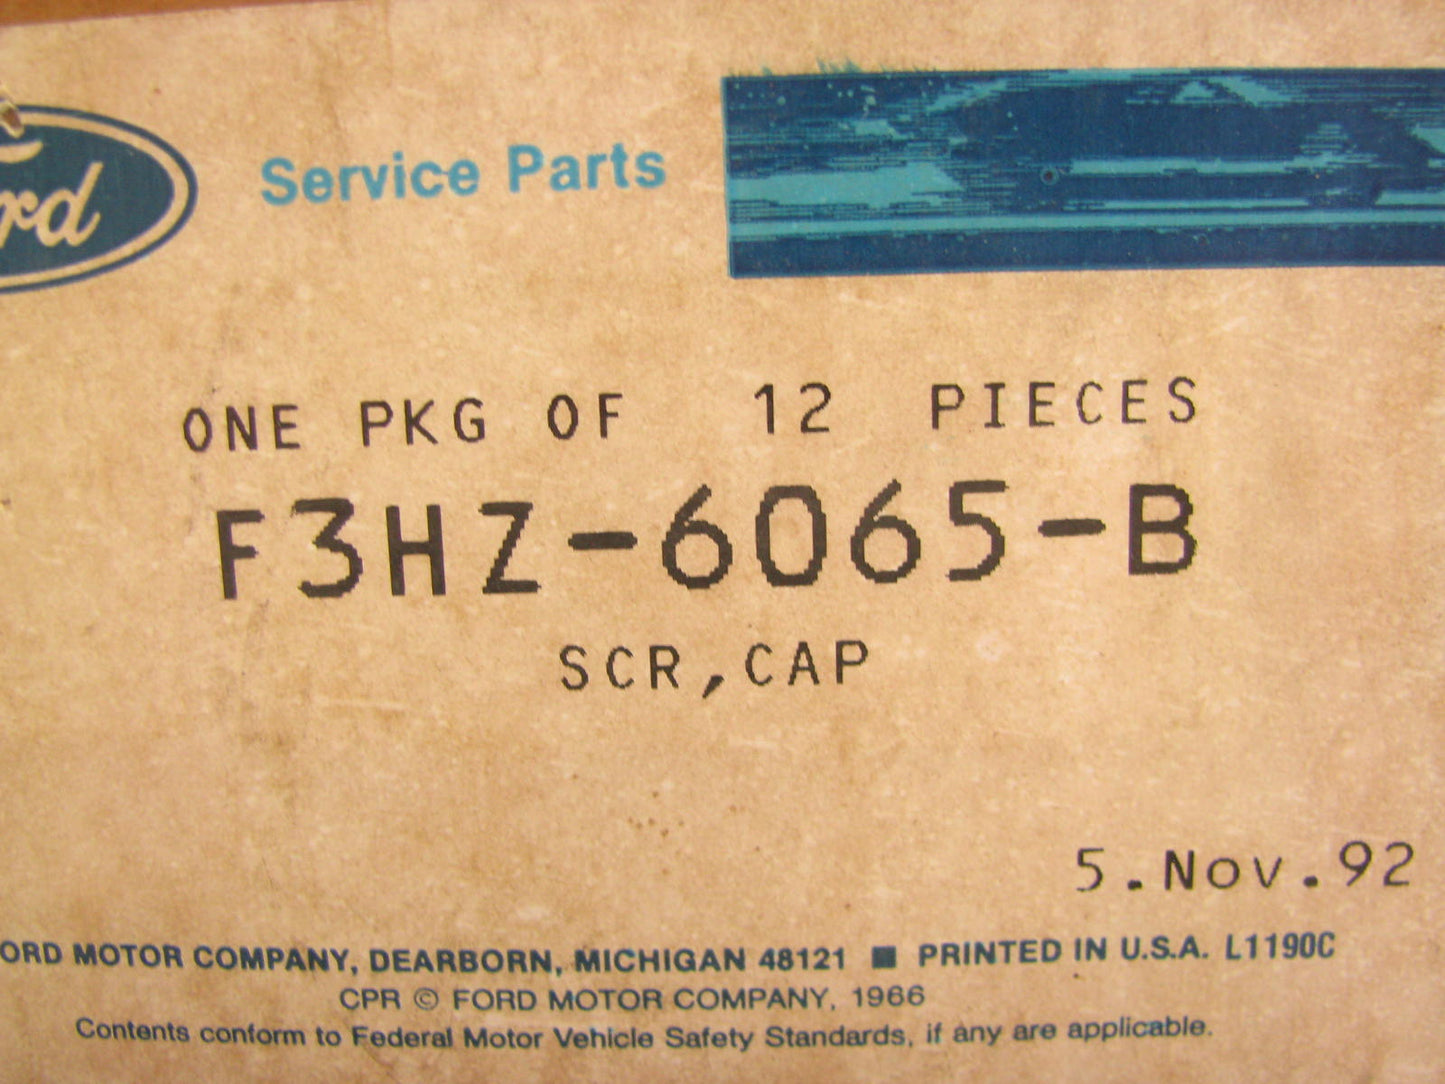 Ford
Service Parts
ONE PKG OF 12 PIECES
F3HZ-6065-B
SCR,CAP
5.Nov.92
ORD MOTOR COMPANY, DEARBORN, MICHIGAN 48121 ■ PRINTED IN U.S.A. L1190C
CPR © FORD MOTOR COMPANY, 1966
Contents conform to Federal Motor Vehicle Safety Standards, if any are applicable.